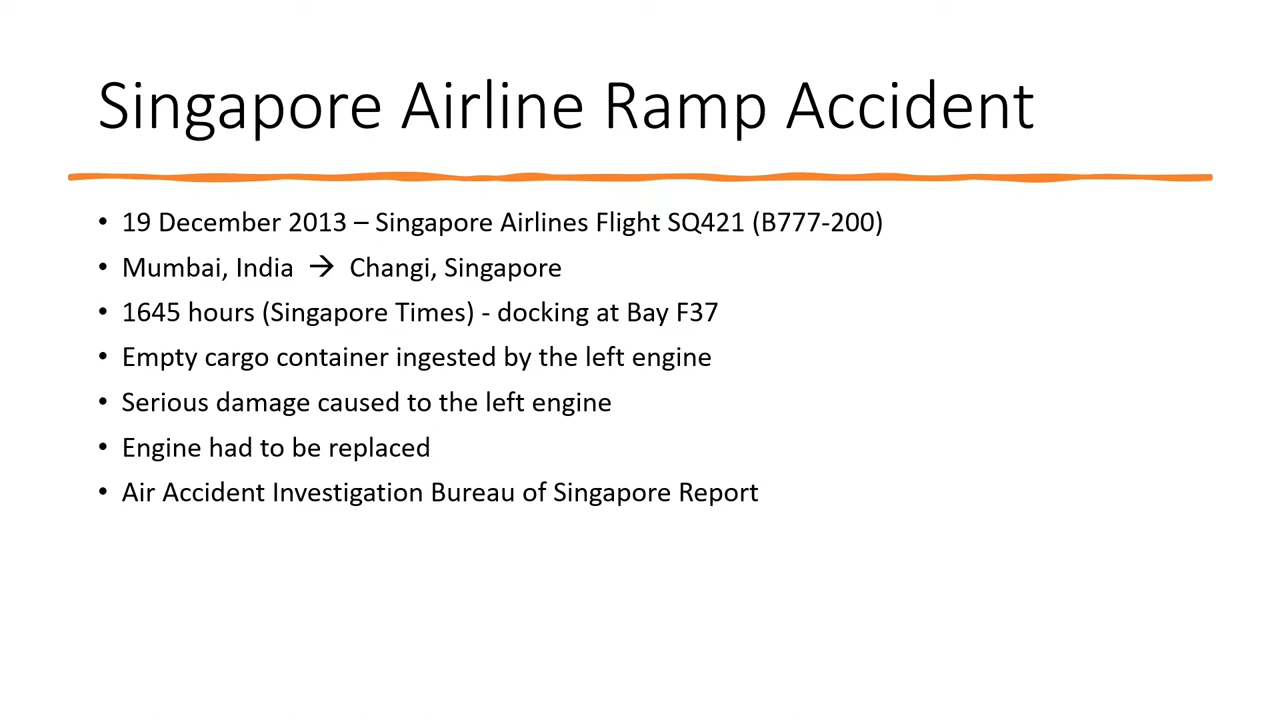 Singapore Airline Ramp Accident
• 19 December 2013 – Singapore Airlines Flight SQ421 (B777-200)
• Mumbai, India → Changi, Singapore
• 1645 hours (Singapore Times) - docking at Bay F37
• Empty cargo container ingested by the left engine
• Serious damage caused to the left engine
• Engine had to be replaced
• Air Accident Investigation Bureau of Singapore Report